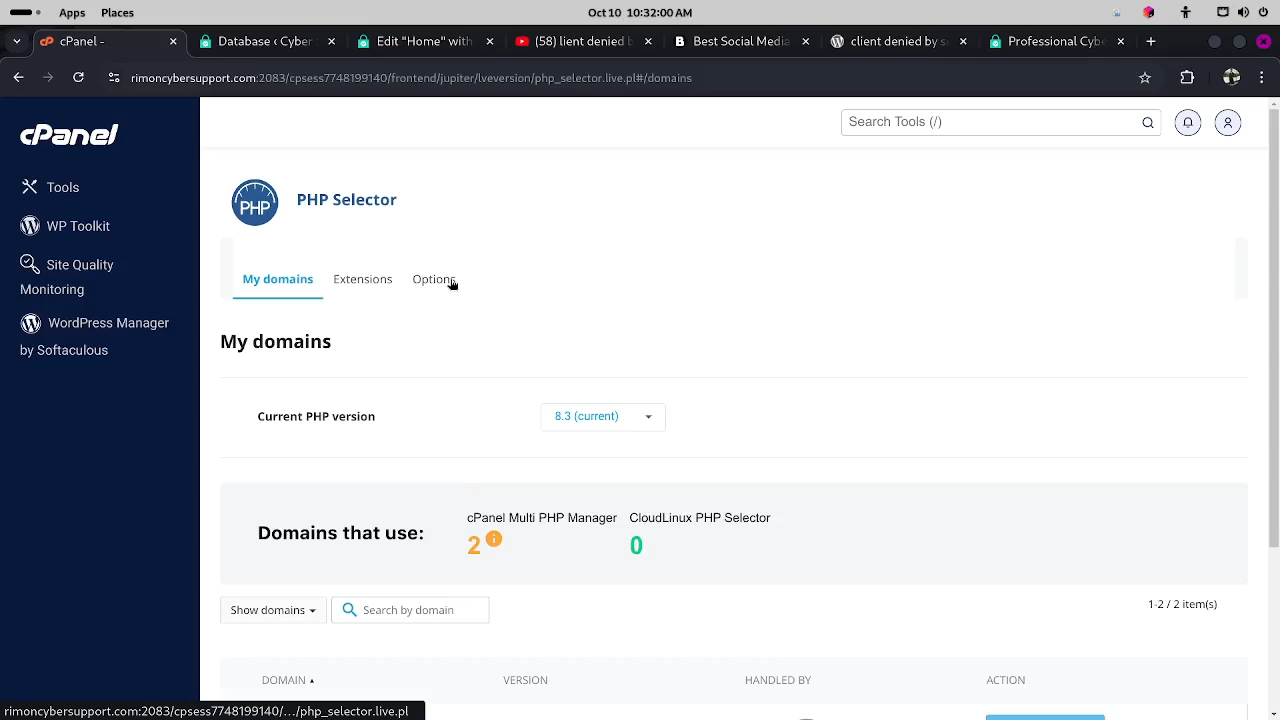 Apps Places Oct 10 10:32:00 AM
cPanel - Database ‹ Cyber Edit "Home" with (58) lient denied b Best Social Media client denied by s Professional Cybe
rimoncybersupport.com:2083/cpsess7748199140/frontend/jupiter/lveversion/php_selector.live.pl#/domains
cPanel
Search Tools (/)
Tools
WP Toolkit
Site Quality
Monitoring
WordPress Manager
by Softaculous
PHP
PHP Selector
My domains Extensions Options
My domains
Current PHP version 8.3 (current)
Domains that use:
cPanel Multi PHP Manager CloudLinux PHP Selector
2 0
Show domains Search by domain 1-2 / 2 item(s)
DOMAIN VERSION HANDLED BY ACTION
rimoncybersupport.com:2083/cpsess7748199140/.../php_selector.live.pl